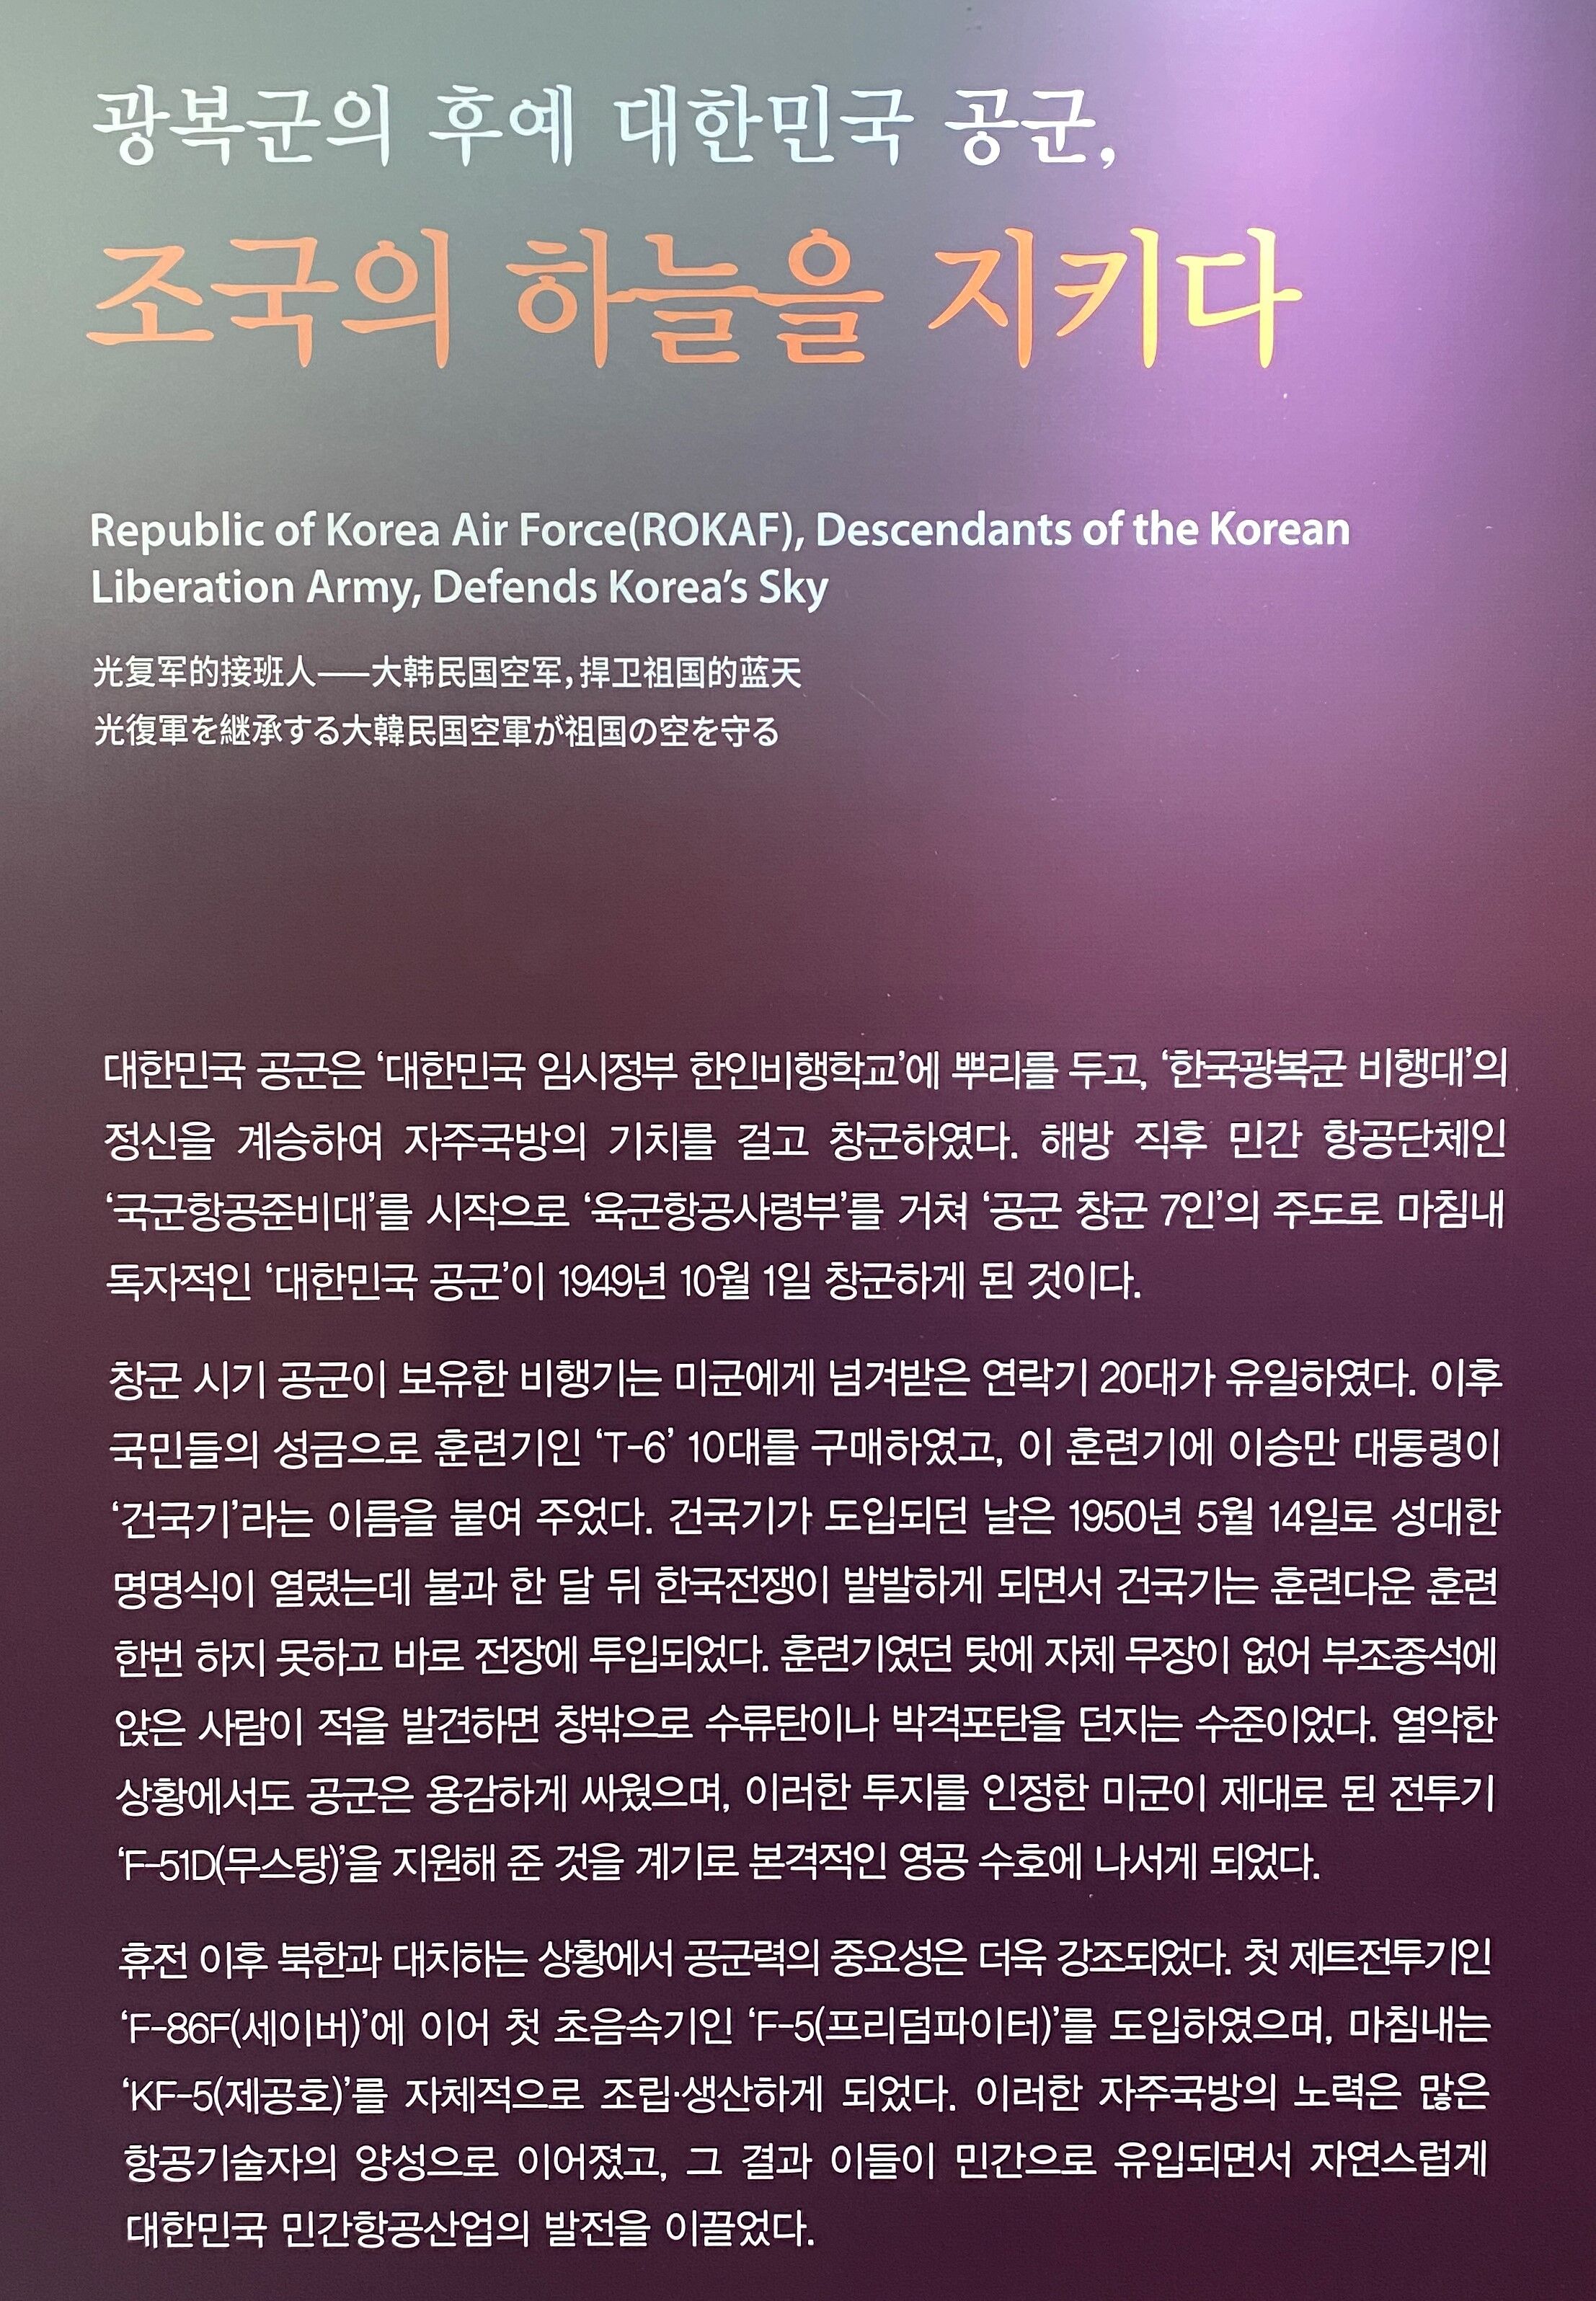 광복군의 후예 대한민국 공군,
조국의 하늘을 지키다
Republic of Korea Air Force(ROKAF), Descendants of the Korean
Liberation Army, Defends Korea's Sky
光复军的接班人——大韩民国空军，捍卫祖国的蓝天
光復軍を継承する大韓民国空軍が祖国の空を守る
대한민국 공군은 ‘대한민국 임시정부 한인비행학교’에 뿌리를 두고, ‘한국광복군 비행대’의
정신을 계승하여 자주국방의 기치를 걸고 창군하였다. 해방 직후 민간 항공단체인
‘국군항공준비대’를 시작으로 ‘육군항공사령부’를 거쳐 ‘공군 창군 7인’의 주도로 마침내
독자적인 ‘대한민국 공군’이 1949년 10월 1일 창군하게 된 것이다.
창군 시기 공군이 보유한 비행기는 미군에게 넘겨받은 연락기 20대가 유일하였다. 이후
국민들의 성금으로 훈련기인 ‘T-6’ 10대를 구매하였고, 이 훈련기에 이승만 대통령이
‘건국기’라는 이름을 붙여 주었다. 건국기가 도입되던 날은 1950년 5월 14일로 성대한
명명식이 열렸는데 불과 한 달 뒤 한국전쟁이 발발하게 되면서 건국기는 훈련다운 훈련
한번 하지 못하고 바로 전장에 투입되었다. 훈련기였던 탓에 자체 무장이 없어 부조종석에
앉은 사람이 적을 발견하면 창밖으로 수류탄이나 박격포탄을 던지는 수준이었다. 열악한
상황에서도 공군은 용감하게 싸웠으며, 이러한 투지를 인정한 미군이 제대로 된 전투기
‘F-51D(무스탕)’을 지원해 준 것을 계기로 본격적인 영공 수호에 나서게 되었다.
휴전 이후 북한과 대치하는 상황에서 공군력의 중요성은 더욱 강조되었다. 첫 제트전투기인
‘F-86F(세이버)’에 이어 첫 초음속기인 ‘F-5(프리덤파이터)’를 도입하였으며, 마침내는
‘KF-5(제공호)’를 자체적으로 조립·생산하게 되었다. 이러한 자주국방의 노력은 많은
항공기술자의 양성으로 이어졌고, 그 결과 이들이 민간으로 유입되면서 자연스럽게
대한민국 민간항공산업의 발전을 이끌었다.